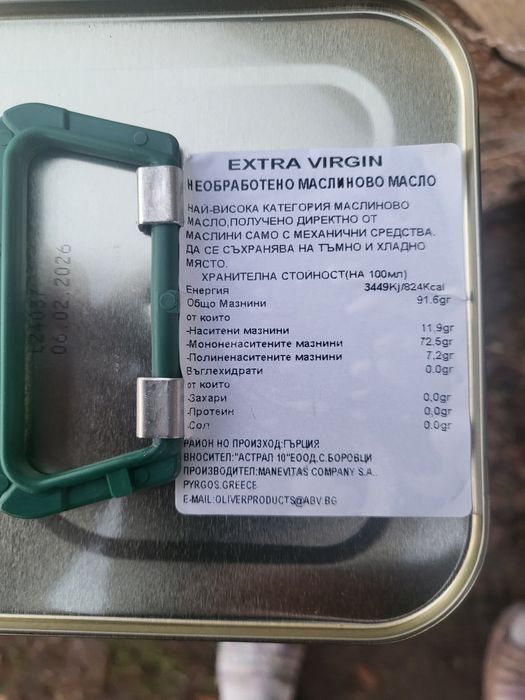 EXTRA VIRGIN
НЕОБРАБОТЕНО МАСЛИНОВО МАСЛО
НАЙ-ВИСОКА КАТЕГОРИЯ МАСЛИНОВО
МАСЛО,ПОЛУЧЕНО ДИРЕКТНО ОТ
МАСЛИНИ САМО С МЕХАНИЧНИ СРЕДСТВА.
ДА СЕ СЪХРАНЯВА НА ТЪМНО И ХЛАДНО
МЯСТО.
ХРАНИТЕЛНА СТОЙНОСТ(НА 100мл)
Енергия 3449Kj/824Kcal
Общо Мазнини 91.6gr
от които
-Наситени мазнини 11.9gr
-Мононенаситените мазнини 72.5gr
-Полиненаситените мазнини 7.2gr
Въглехидрати 0.0gr
от които
-Захари 0.0gr
-Протеин 0.0gr
-Сол 0.0gr
РАЙОН НО ПРОИЗХОД:ГЪРЦИЯ
ВНОСИТЕЛ:"АСТРАЛ 10"ЕООД,С.БОРОВЦИ
ПРОИЗВОДИТЕЛ:MANEVITAS COMPANY S.A.,
PYRGOS,GREECE
E-MAIL:OLIVERPRODUCTS@ABV.BG
L24037
06.02.2026